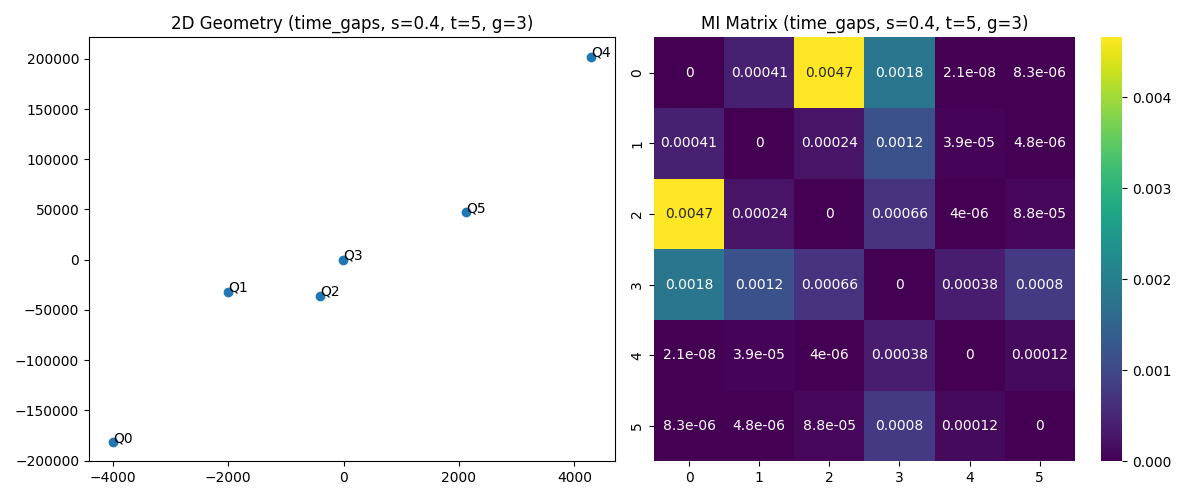 2D Geometry (time_gaps, s=0.4, t=5, g=3)
200000
150000
100000
50000
0
−50000
−100000
−150000
−200000
−4000 −2000 0 2000 4000
Q4
Q5
Q3
Q1
Q2
Q0
MI Matrix (time_gaps, s=0.4, t=5, g=3)
0 0 0.00041 0.0047 0.0018 2.1e-08 8.3e-06
1 0.00041 0 0.00024 0.0012 3.9e-05 4.8e-06
2 0.0047 0.00024 0 0.00066 4e-06 8.8e-05
3 0.0018 0.0012 0.00066 0 0.00038 0.0008
4 2.1e-08 3.9e-05 4e-06 0.00038 0 0.00012
5 8.3e-06 4.8e-06 8.8e-05 0.0008 0.00012 0
0 1 2 3 4 5
0.004
0.003
0.002
0.001
0.000